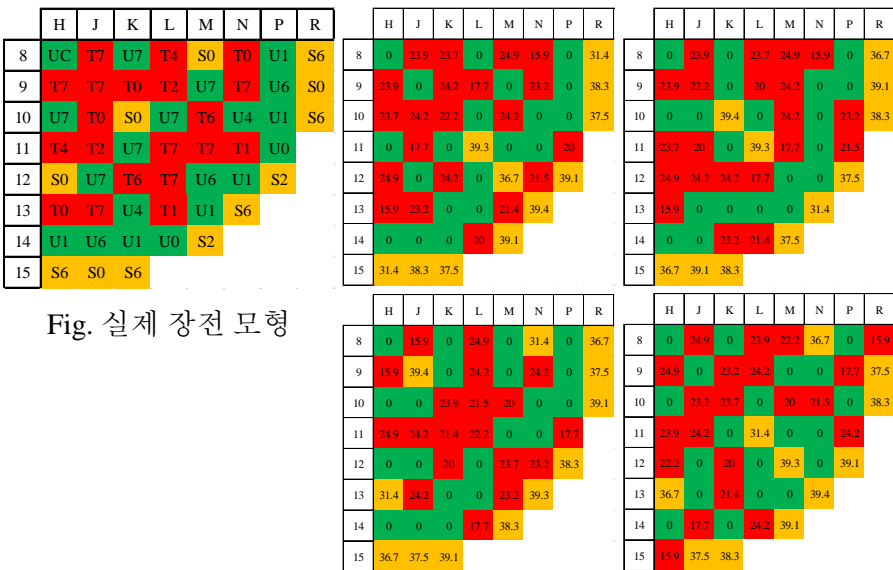 H J K L M N P R
8 UC T7 U7 T4 S0 T0 U1 S6
9 T7 T7 T0 T2 U7 T7 U6 S0
10 U7 T0 S0 U7 T6 U4 U1 S6
11 T4 T2 U7 T7 T7 T1 U0
12 S0 U7 T6 T7 U6 U1 S2
13 T0 T7 U4 T1 U1 S6
14 U1 U6 U1 U0 S2
15 S6 S0 S6
Fig. 실제 장전 모형
H J K L M N P R
8 0 23.9 23.7 0 24.9 15.9 0 31.4
9 23.9 0 24.2 17.7 0 23.2 0 38.3
10 23.7 24.2 22.2 0 24.2 0 0 37.5
11 0 17.7 0 39.3 0 0 20
12 24.9 0 24.2 0 36.7 21.5 39.1
13 15.9 23.2 0 0 21.4 39.4
14 0 0 0 20 39.1
15 31.4 38.3 37.5
H J K L M N P R
8 0 23.9 0 23.7 24.9 15.9 0 36.7
9 23.9 22.2 0 20 24.2 0 0 39.1
10 0 0 39.4 0 24.2 0 23.2 38.3
11 23.7 20 0 39.3 17.7 0 21.5
12 24.9 24.2 24.2 17.7 0 0 37.5
13 15.9 0 0 0 0 31.4
14 0 0 23.2 21.4 37.5
15 36.7 39.1 38.3
H J K L M N P R
8 0 15.9 0 24.9 0 31.4 0 36.7
9 15.9 39.4 0 24.2 0 24.2 0 37.5
10 0 0 23.9 21.5 20 0 0 39.1
11 24.9 24.2 21.4 22.2 0 0 17.7
12 0 0 20 0 23.7 23.2 38.3
13 31.4 24.2 0 0 23.2 39.3
14 0 0 0 17.7 38.3
15 36.7 37.5 39.1
H J K L M N P R
8 0 24.9 0 23.9 22.2 36.7 0 15.9
9 24.9 0 23.2 24.2 0 0 17.7 37.5
10 0 23.2 23.7 0 20 21.5 0 38.3
11 23.9 24.2 0 31.4 0 0 24.2
12 22.2 0 20 0 39.3 0 39.1
13 36.7 0 21.4 0 0 39.4
14 0 17.7 0 24.2 39.1
15 15.9 37.5 38.3